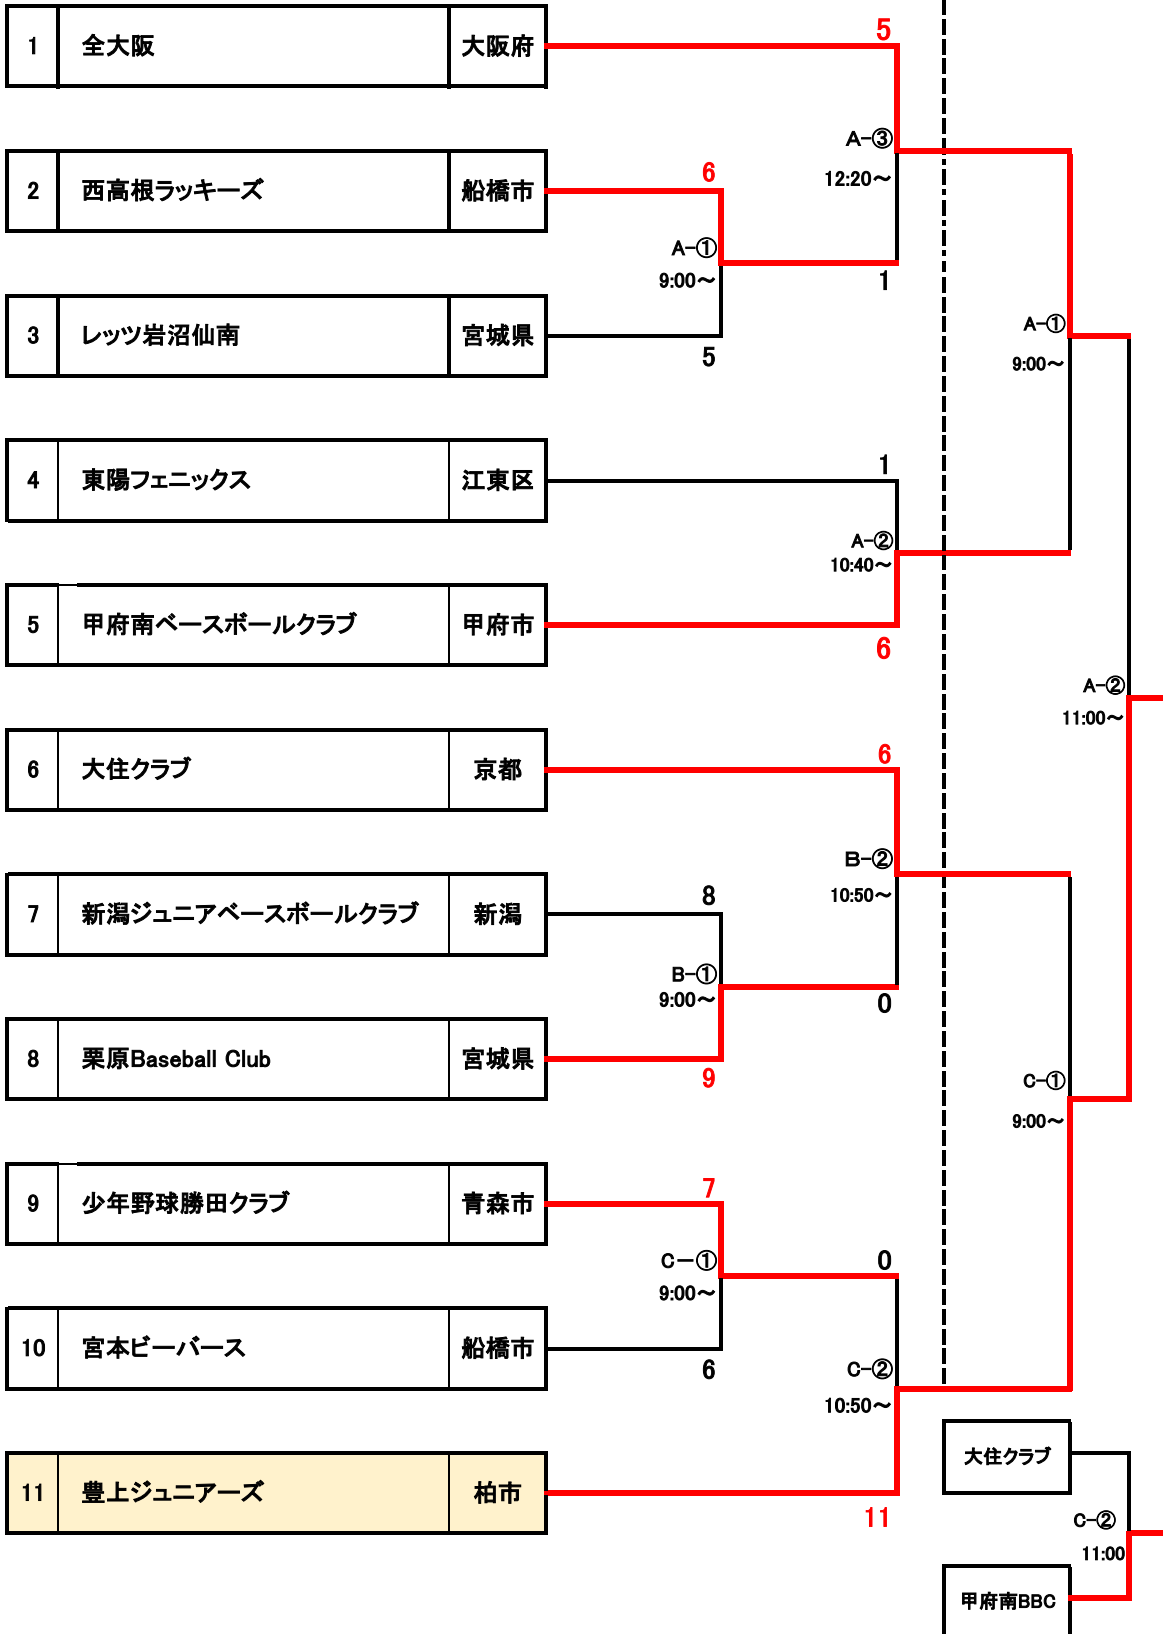 5
1 全大阪 大阪府
A-③
12:20～
6
2 西高根ラッキーズ 船橋市
A-①
9:00～
1
3 レッツ岩沼仙南 宮城県
5
A-①
9:00～
1
4 東陽フェニックス 江東区
A-②
10:40～
5 甲府南ベースボールクラブ 甲府市
6
A-②
11:00～
6
6 大住クラブ 京都
B-②
10:50～
8
7 新潟ジュニアベースボールクラブ 新潟
B-①
9:00～
0
8 栗原Baseball Club 宮城県
9
C-①
9:00～
7
9 少年野球勝田クラブ 青森市
C－①
9:00～
0
10 宮本ビーバース 船橋市
6
C-②
10:50～
11 豊上ジュニアーズ 柏市
11
大住クラブ
C-②
11:00
甲府南BBC